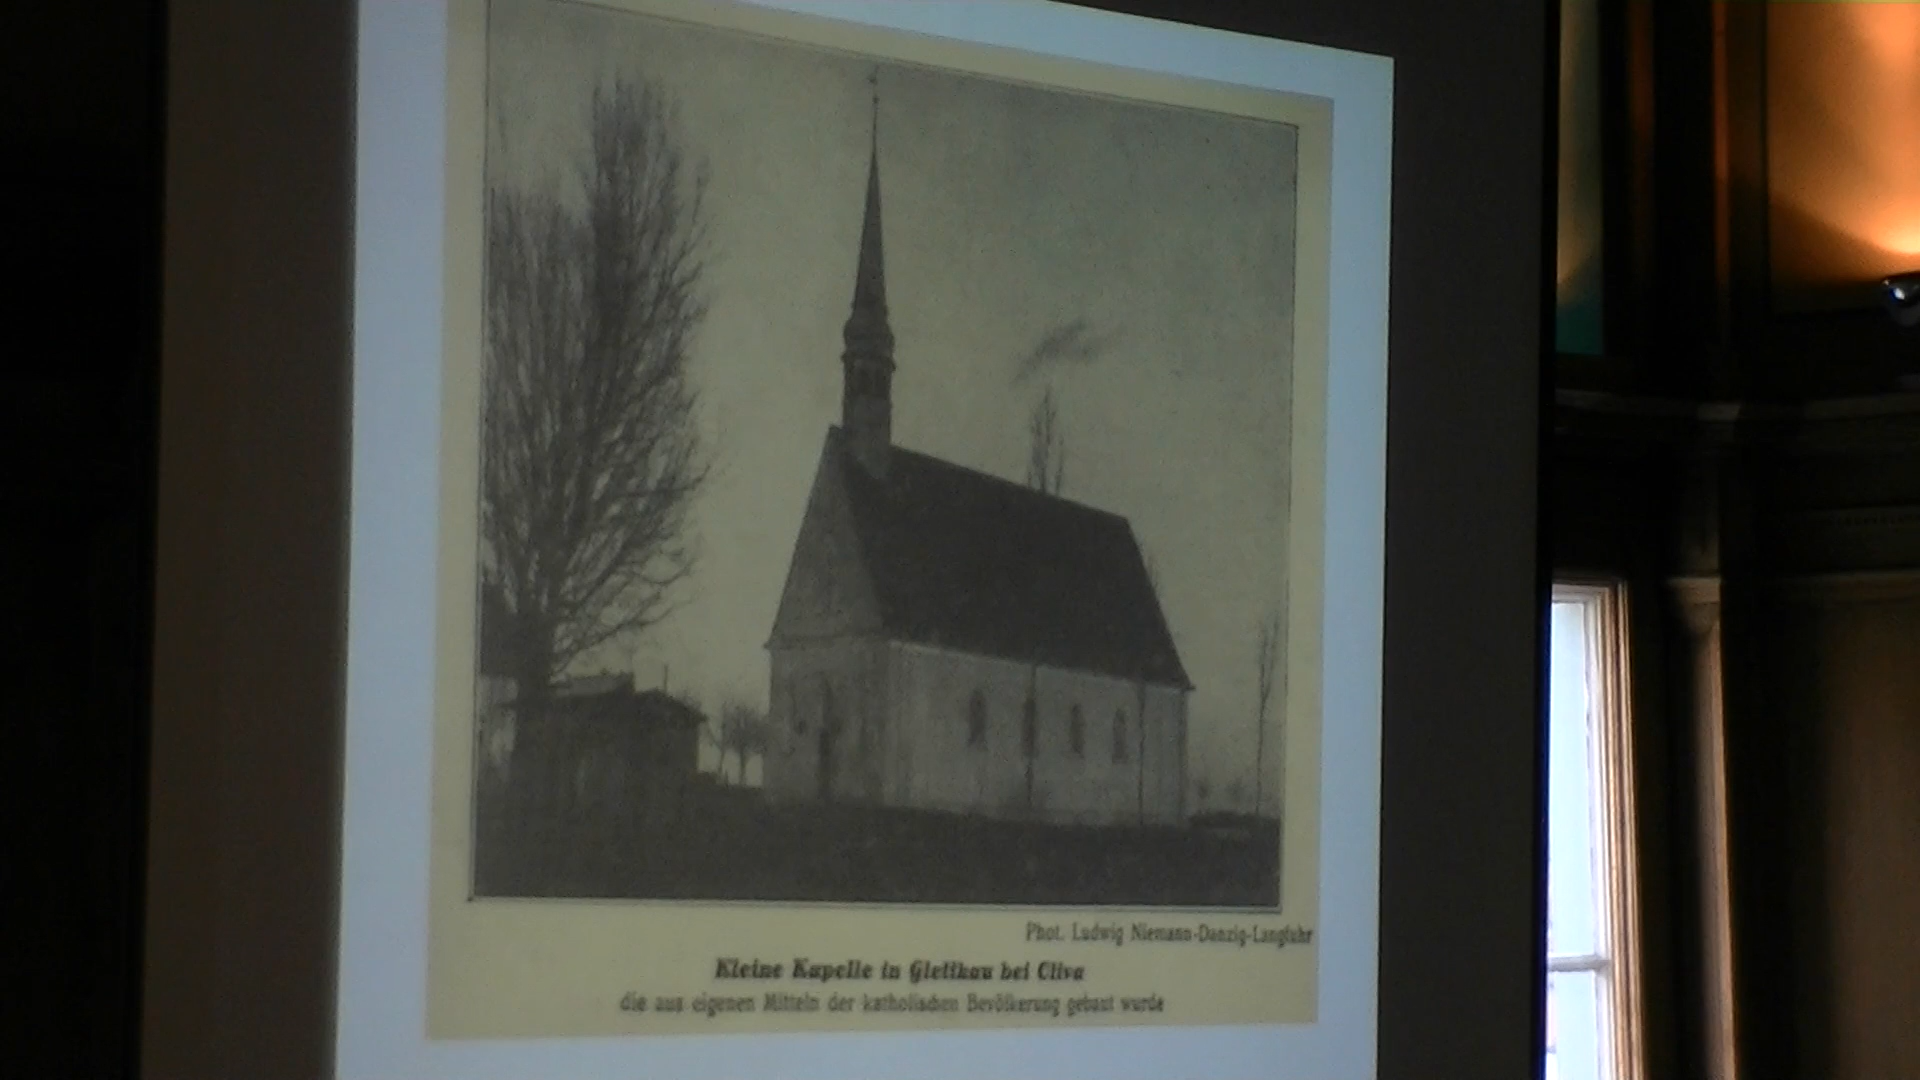 Phot. Ludwig Niemann-Danzig-Langfuhr
Kleine Kapelle in Glettkau bei Oliva
die aus eigenen Mitteln der katholischen Bevölkerung gebaut wurde